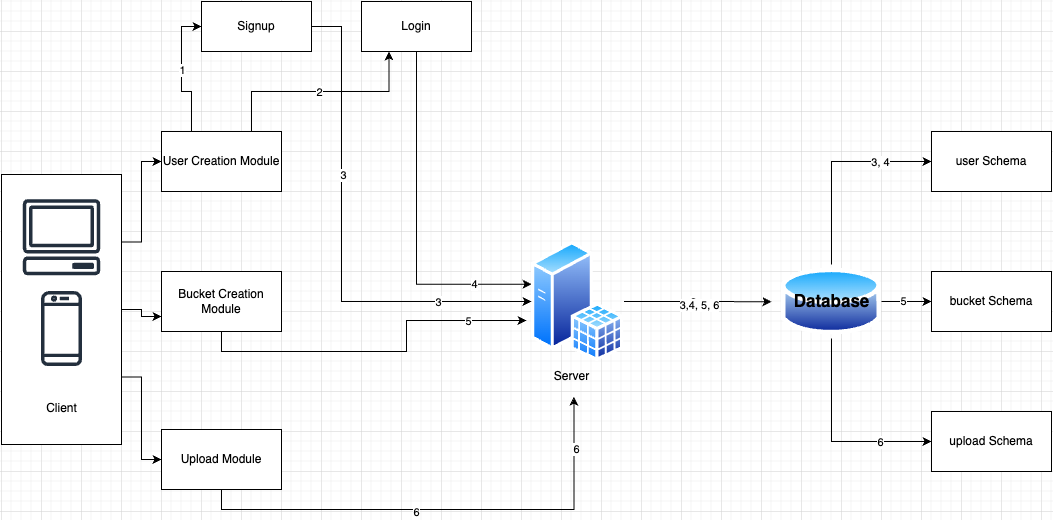 Signup
Login
1
2
User Creation Module
3
3, 4
user Schema
Bucket Creation
Module
4
3
5
3,4, 5, 6
Database
5
bucket Schema
Server
Client
Upload Module
6
6
6
upload Schema